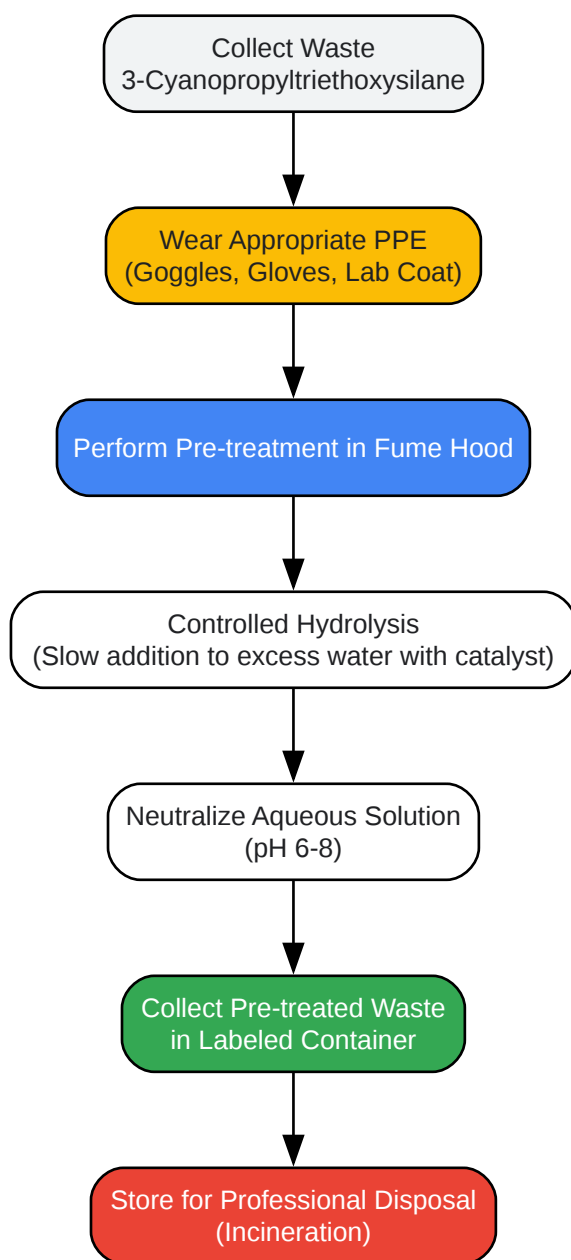 Collect Waste
3-Cyanopropyltriethoxysilane
Wear Appropriate PPE
(Goggles, Gloves, Lab Coat)
Perform Pre-treatment in Fume Hood
Controlled Hydrolysis
(Slow addition to excess water with catalyst)
Neutralize Aqueous Solution
(pH 6-8)
Collect Pre-treated Waste
in Labeled Container
Store for Professional Disposal
(Incineration)